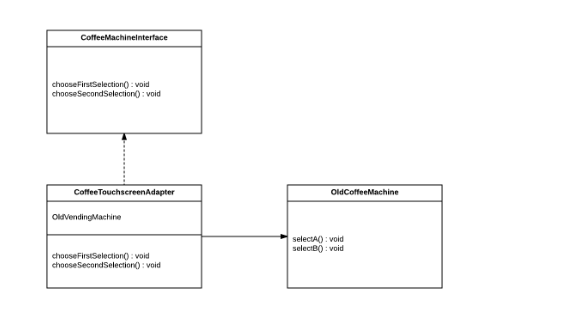 CoffeeMachineInterface
chooseFirstSelection() : void
chooseSecondSelection() : void
CoffeeTouchscreenAdapter
OldVendingMachine
chooseFirstSelection() : void
chooseSecondSelection() : void
OldCoffeeMachine
selectA() : void
selectB() : void